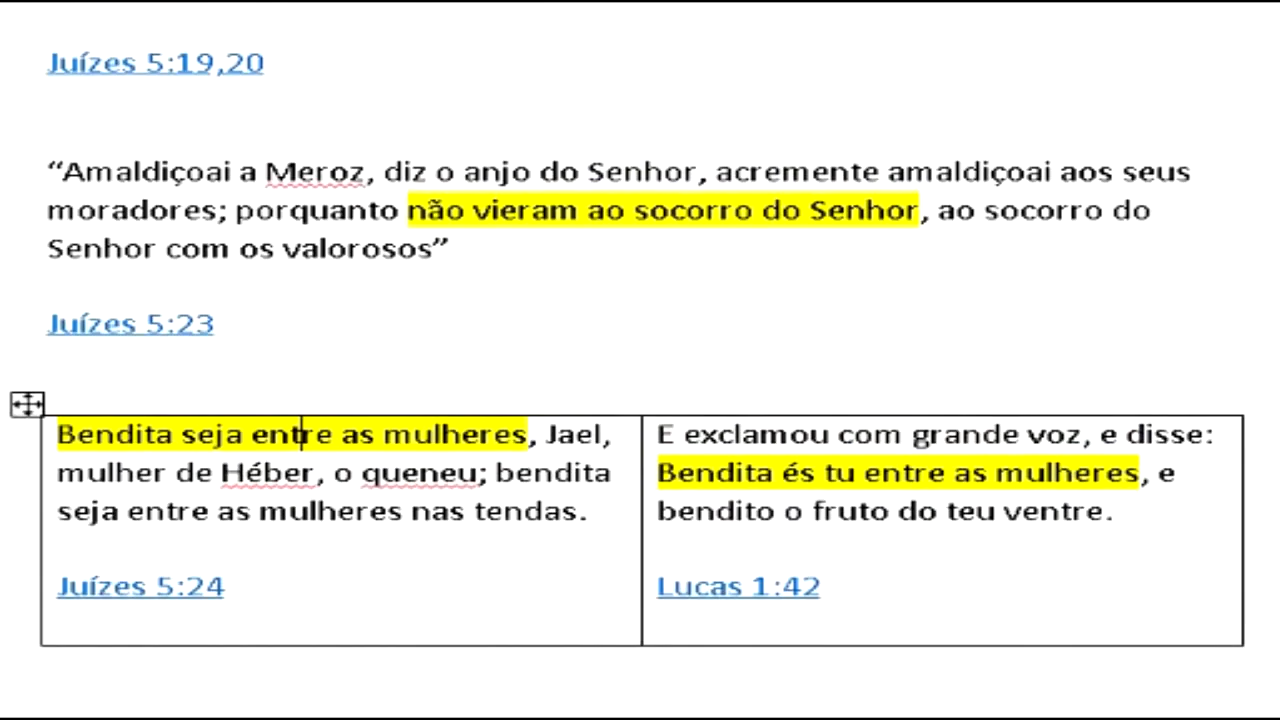 Juízes 5:19,20
“Amaldiçoai a Meroz, diz o anjo do Senhor, acremente amaldiçoai aos seus
moradores; porquanto não vieram ao socorro do Senhor, ao socorro do
Senhor com os valorosos”
Juízes 5:23
Bendita seja entre as mulheres, Jael,
mulher de Héber, o queneu; bendita
seja entre as mulheres nas tendas.
Juízes 5:24
E exclamou com grande voz, e disse:
Bendita és tu entre as mulheres, e
bendito o fruto do teu ventre.
Lucas 1:42